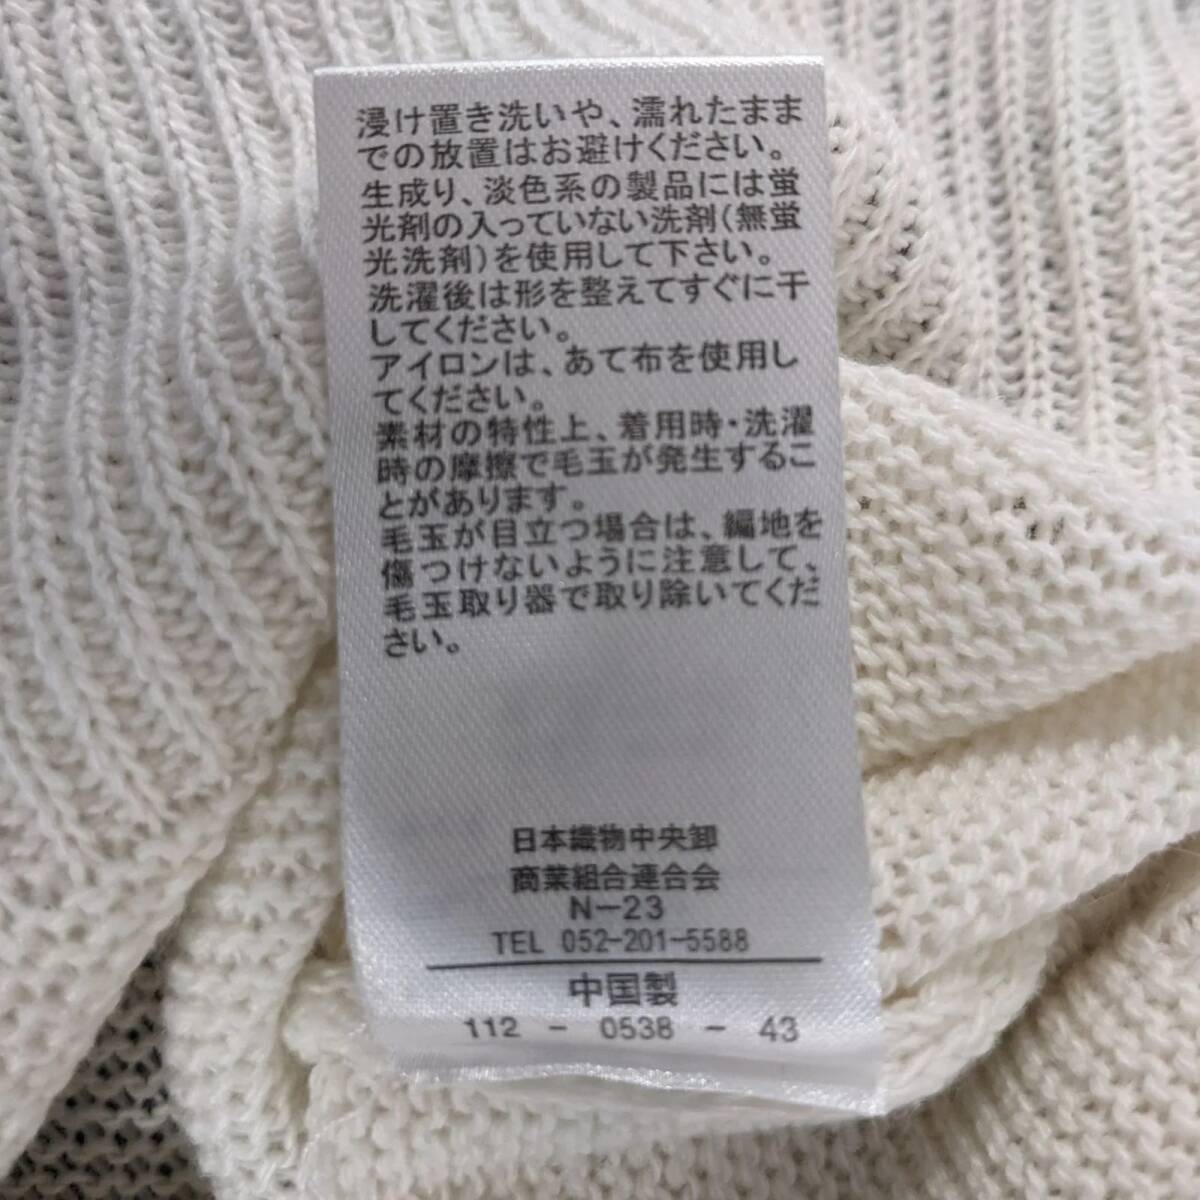 浸け置き洗いや、濡れたまま
での放置はお避けください。
生成り、淡色系の製品には蛍
光剤の入っていない洗剤(無蛍
光洗剤)を使用して下さい。
洗濯後は形を整えてすぐに干
してください。
アイロンは、あて布を使用し
てください。
素材の特性上、着用時・洗濯
時の摩擦で毛玉が発生するこ
とがあります。
毛玉が目立つ場合は、編地を
傷つけないように注意して、
毛玉取り器で取り除いてくだ
さい。
日本織物中央卸
商業組合連合会
N-23
TEL 052-201-5588
中国製
112 - 0538 - 43